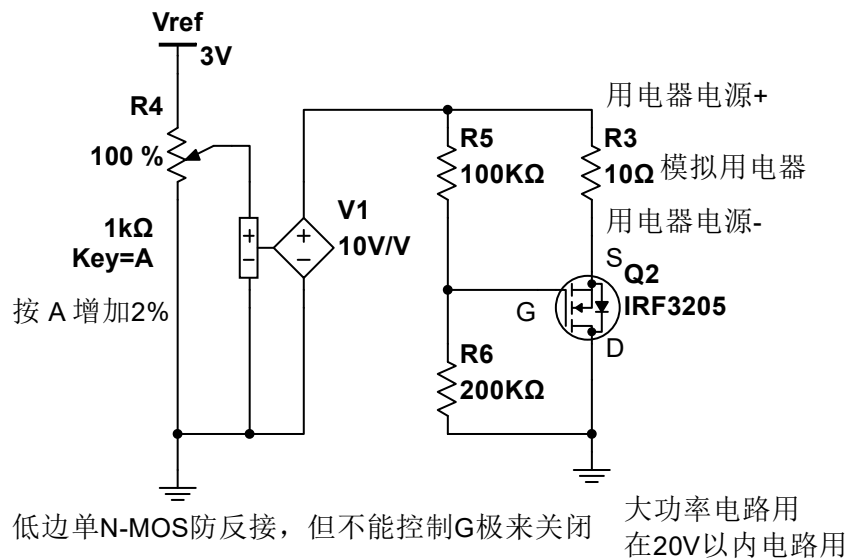 Vref
3V
R4
100 %
1kΩ
Key=A
按 A 增加2%
V1
10V/V
R5
100KΩ
R6
200KΩ
用电器电源+
R3
10Ω 模拟用电器
用电器电源-
S
Q2
IRF3205
G
D
低边单N-MOS防反接，但不能控制G极来关闭
大功率电路用
在20V以内电路用